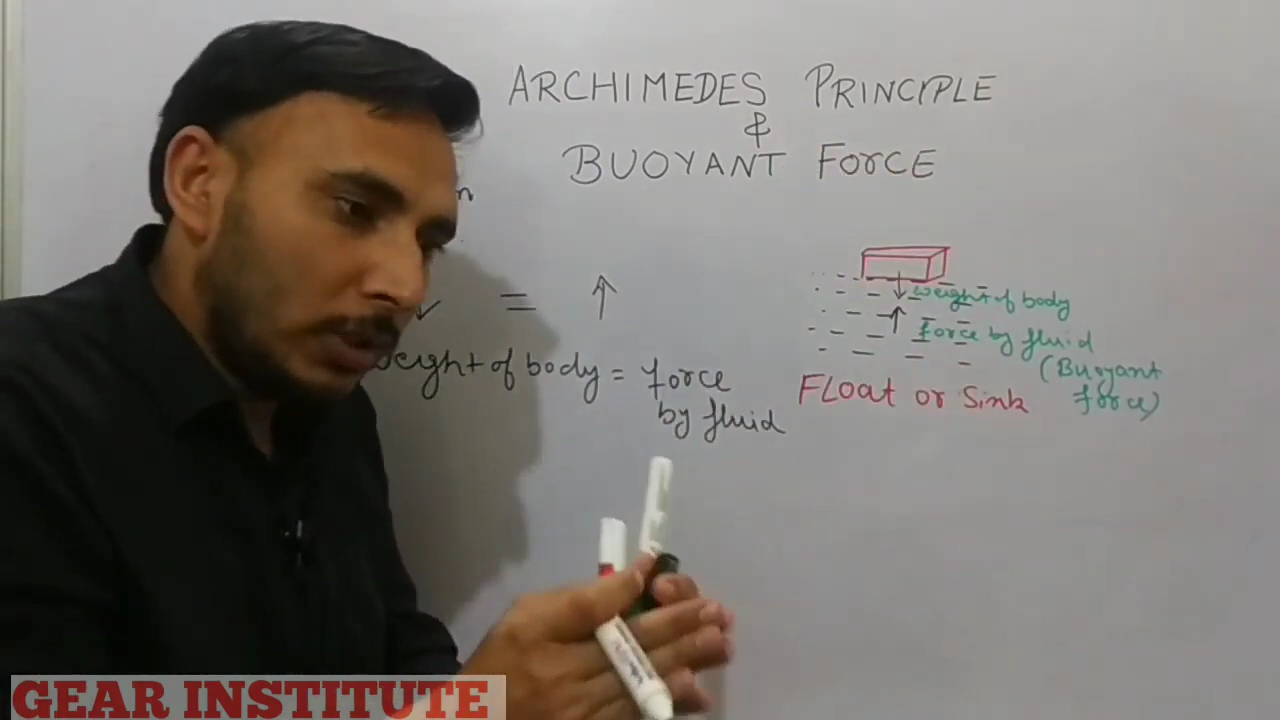 ARCHIMEDES PRINCIPLE
&
BUOYANT FORCE
n
=
weight of body = force
by fluid
weight of body
force by fluid
(Buoyant
force)
FLoat or Sink
GEAR INSTITUTE